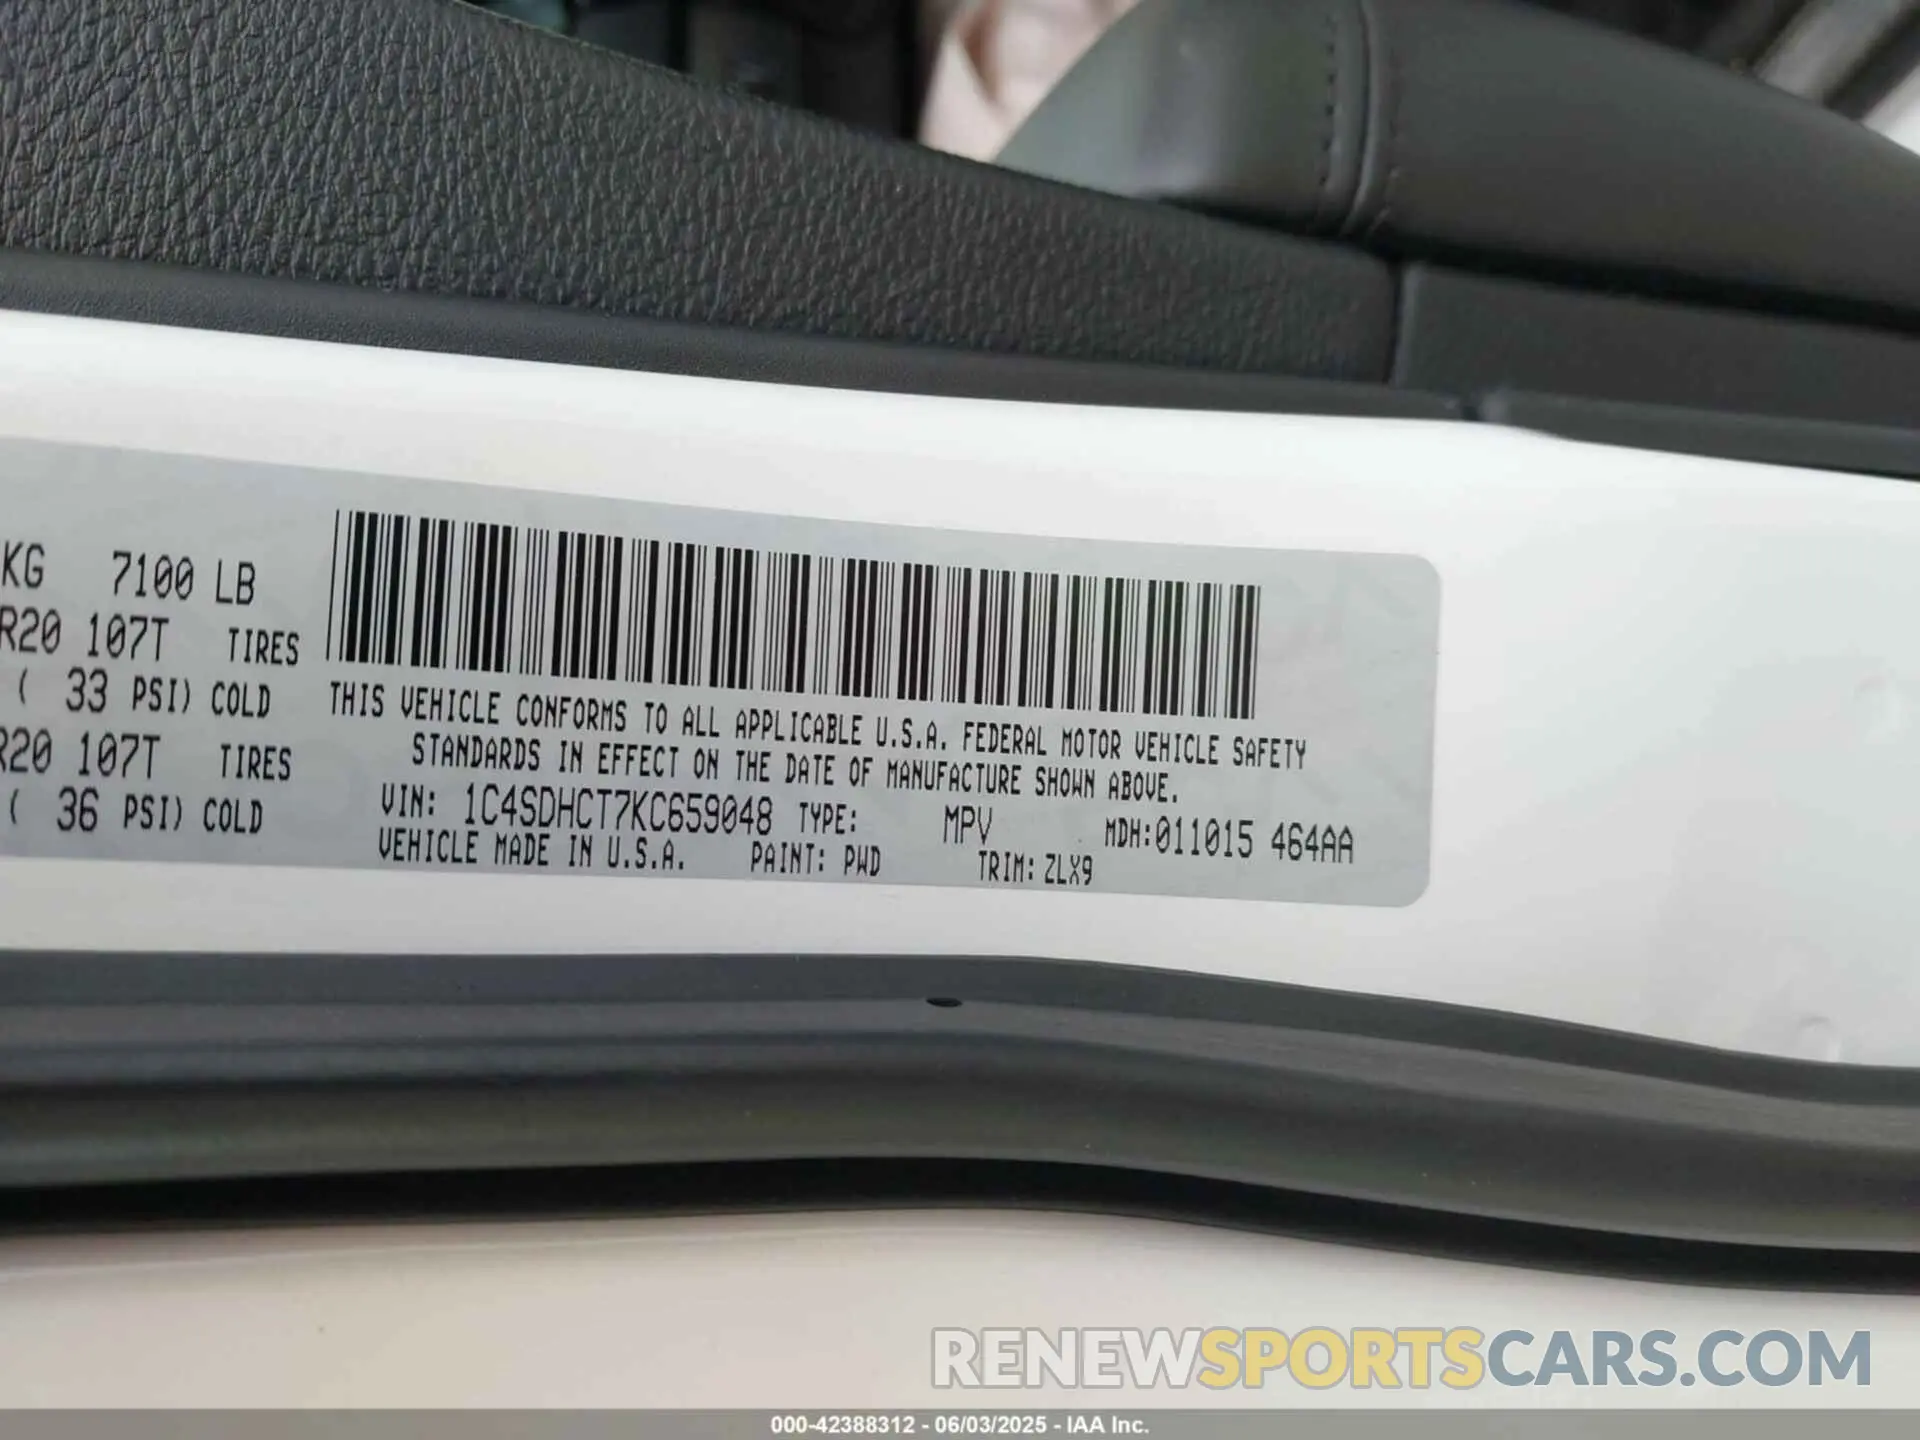 KG 7100 LB
R20 107T TIRES
( 33 PSI) COLD
R20 107T TIRES
( 36 PSI) COLD
THIS VEHICLE CONFORMS TO ALL APPLICABLE U.S.A. FEDERAL MOTOR VEHICLE SAFETY
STANDARDS IN EFFECT ON THE DATE OF MANUFACTURE SHOWN ABOVE.
VIN: 1C4SDHCT7KC659048 TYPE: MPV MDH:011015 464AA
VEHICLE MADE IN U.S.A. PAINT: PWD TRIM: ZLX9
RENEWSPORTSCARS.COM
000-42388312 - 06/03/2025 - IAA Inc.